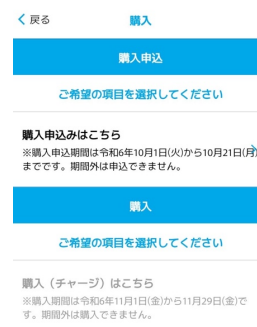 戻る 購入
購入申込
ご希望の項目を選択してください
購入申込みはこちら
※購入申込期間は令和6年10月1日(火)から10月21日(月)
までです。期間外は申込できません。
購入
ご希望の項目を選択してください
購入（チャージ）はこちら
※購入期間は令和6年11月1日(金)から11月29日(金)で
す。期間外は購入できません。